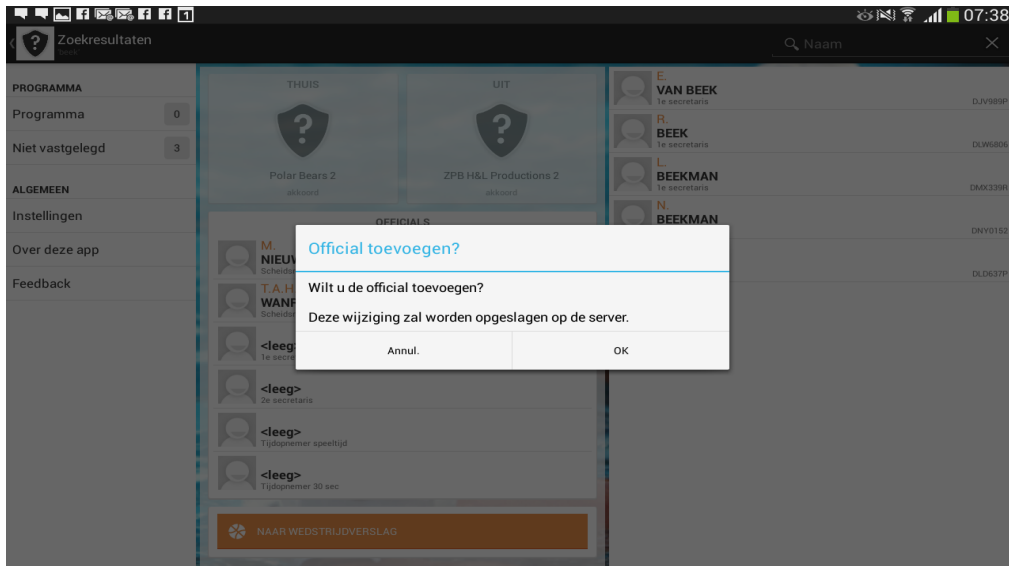 07:38
Zoekresultaten
'beek'
Naam
PROGRAMMA
Programma
0
Niet vastgelegd
3
ALGEMEEN
Instellingen
Over deze app
Feedback
THUIS
UIT
Polar Bears 2
ZPB H&L Productions 2
akkoord
akkoord
OFFICIALS
M.
T.A.H
<leeg>
2e secretaris
<leeg>
Tijdopnemer speeltijd
<leeg>
Tijdopnemer 30 sec
NAAR WEDSTRIJDVERSLAG
Official toevoegen?
Wilt u de official toevoegen?
Deze wijziging zal worden opgeslagen op de server.
Annul.
OK
E.
VAN BEEK
1e secretaris
DJV989P
R.
BEEK
1e secretaris
DLW6806
L.
BEEKMAN
1e secretaris
DMX339R
N.
BEEKMAN
DNY0152
DLD637P